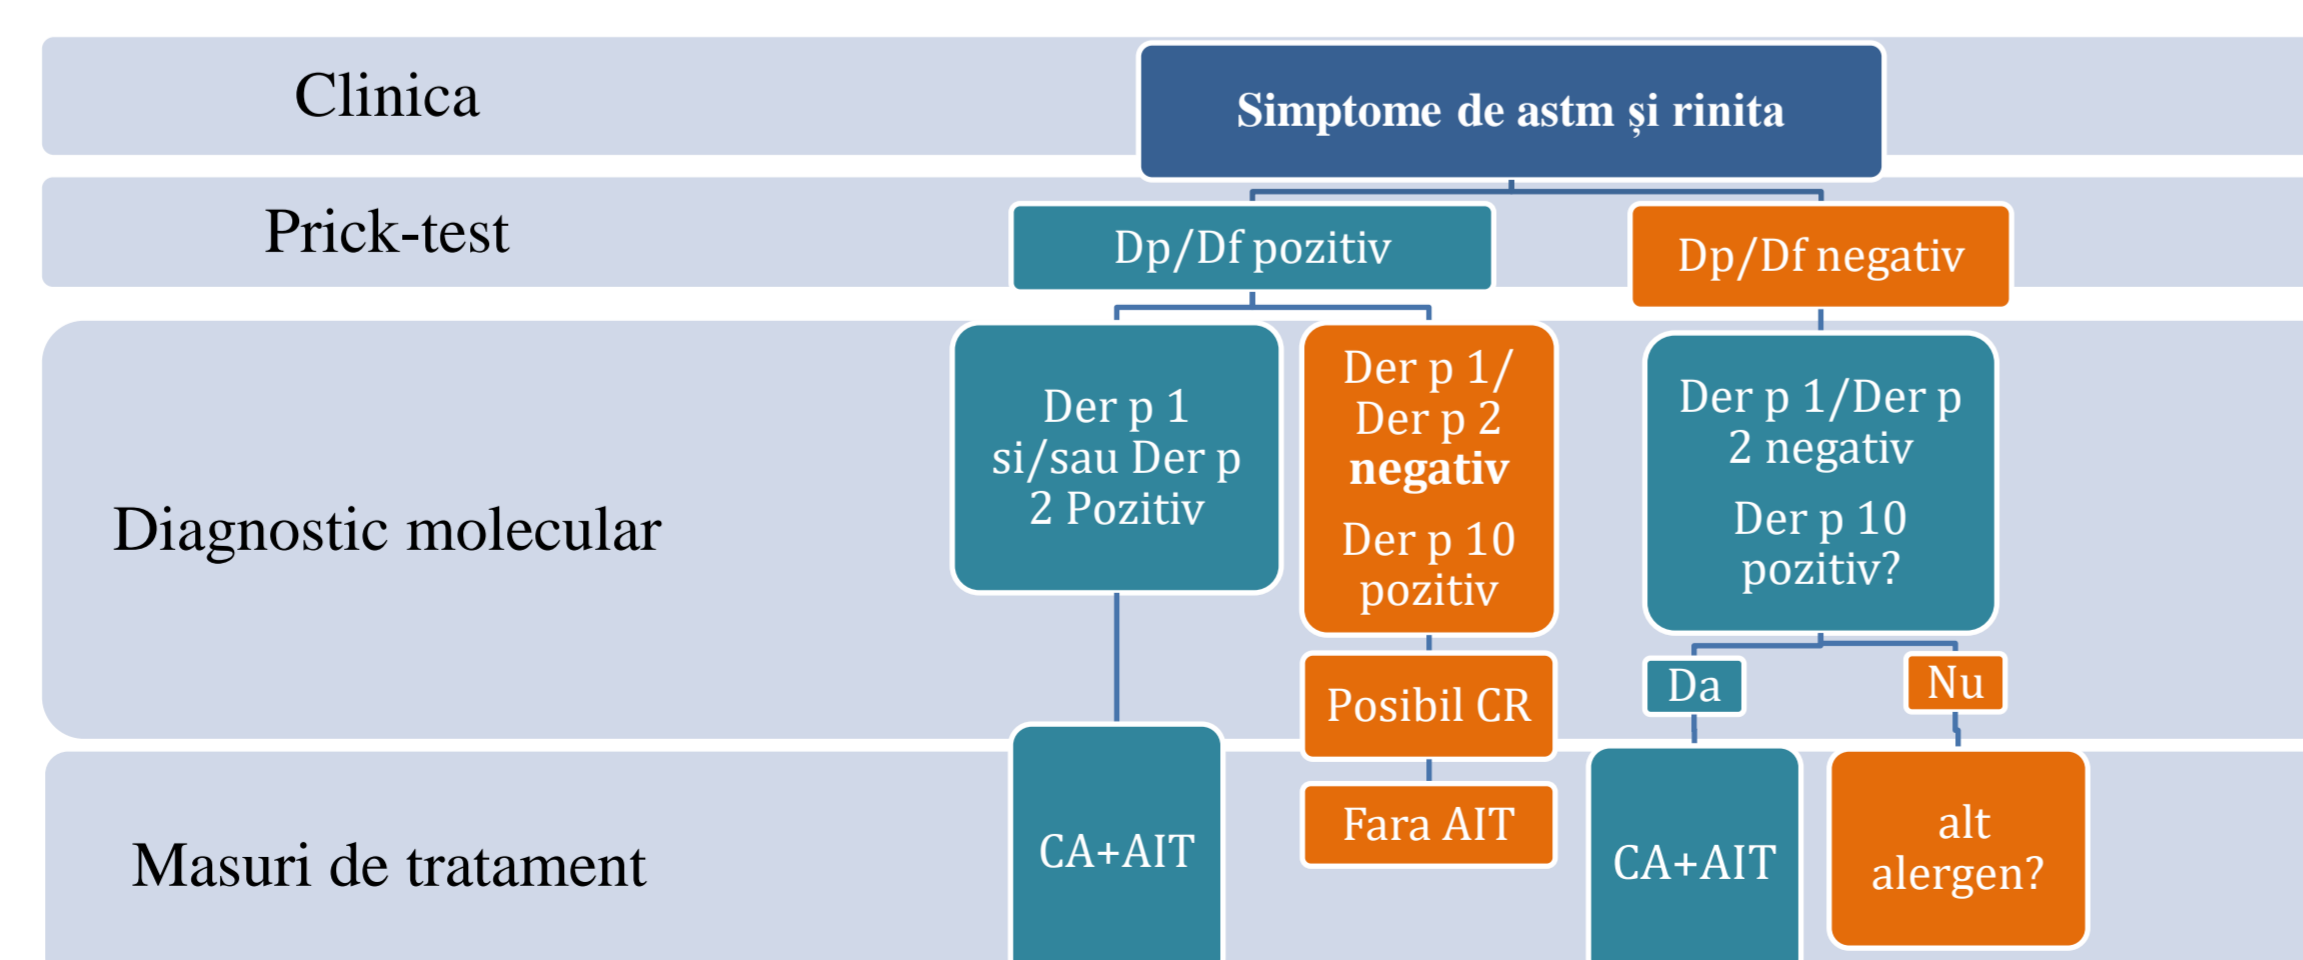 Clinica
Simptome de astm și rinita
Prick-test
Dp/Df pozitiv
Dp/Df negativ
Diagnostic molecular
Der p 1
si/sau Der p
2 Pozitiv
Der p 1/
Der p 2
negativ
Der p 10
pozitiv
Der p 1/Der p
2 negativ
Der p 10
pozitiv?
Posibil CR
Da
Nu
Masuri de tratament
CA+AIT
Fara AIT
CA+AIT
alt
alergen?